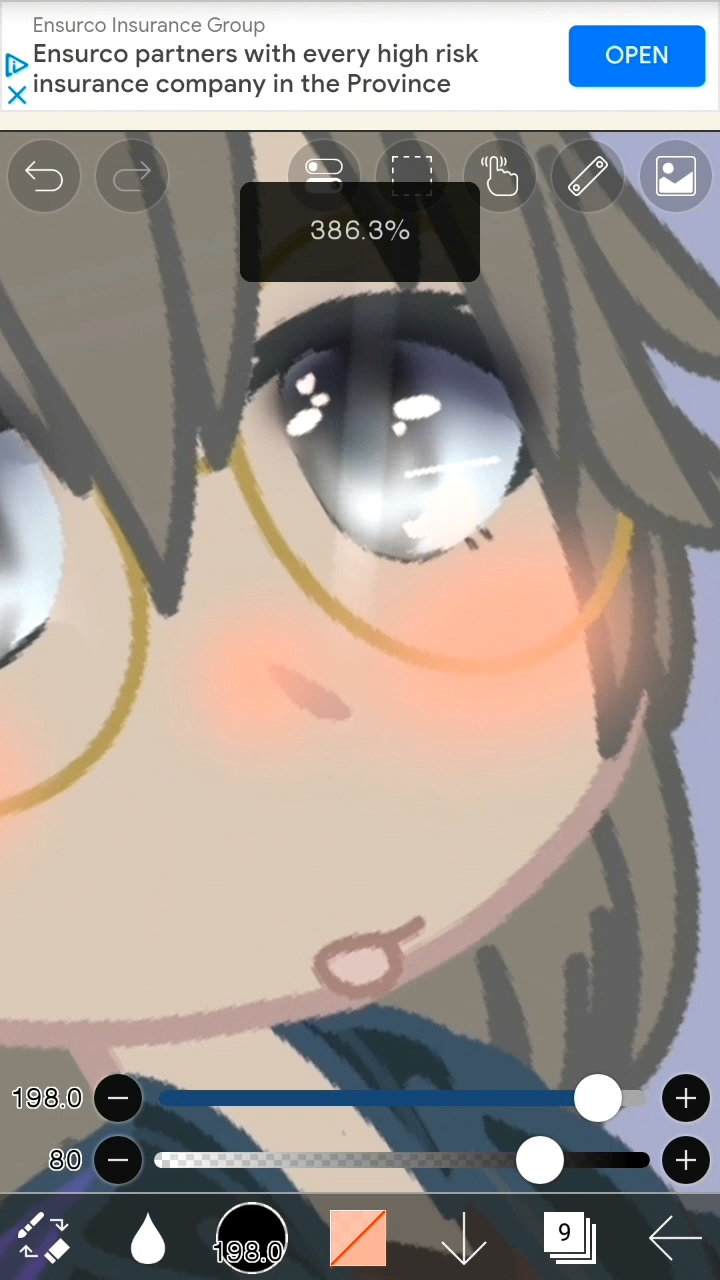 Ensurco Insurance Group
Ensurco partners with every high risk
insurance company in the Province
OPEN
386.3%
198.0
80
198.0
9